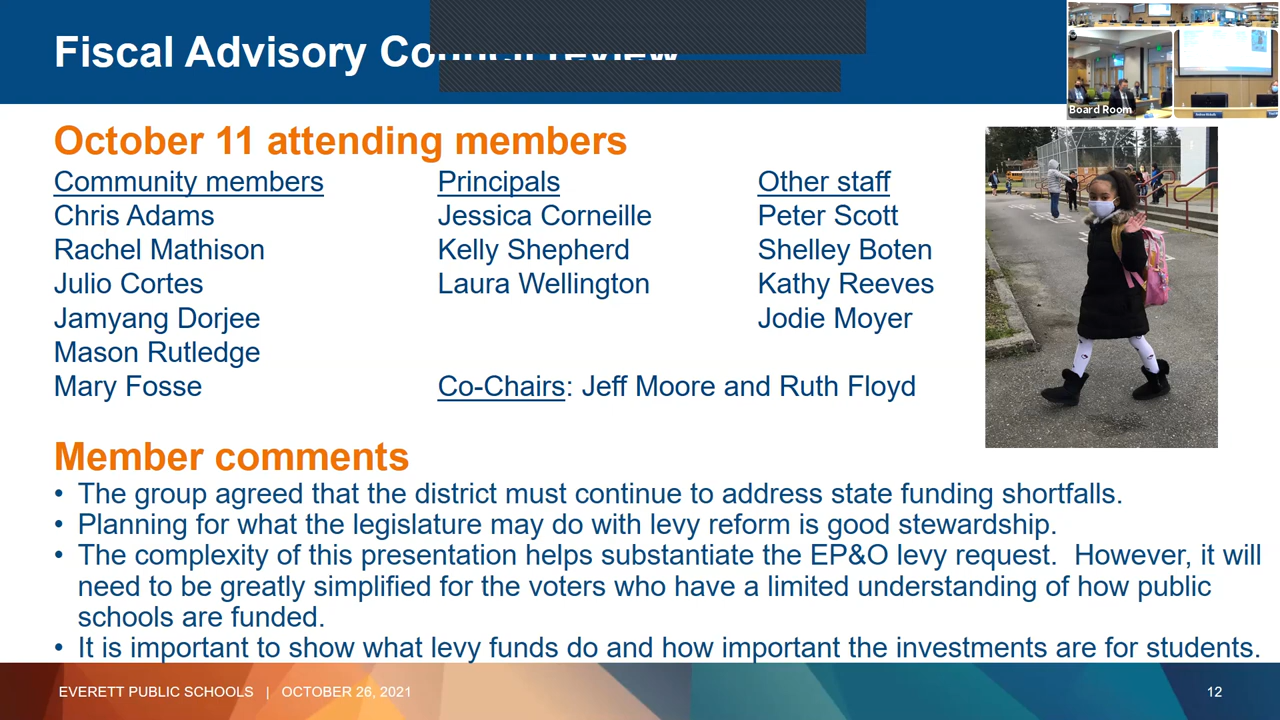 Fiscal Advisory Council review
Board Room
October 11 attending members
Community members Principals Other staff
Chris Adams Jessica Corneille Peter Scott
Rachel Mathison Kelly Shepherd Shelley Boten
Julio Cortes Laura Wellington Kathy Reeves
Jamyang Dorjee Jodie Moyer
Mason Rutledge
Mary Fosse Co-Chairs: Jeff Moore and Ruth Floyd
Member comments
• The group agreed that the district must continue to address state funding shortfalls.
• Planning for what the legislature may do with levy reform is good stewardship.
• The complexity of this presentation helps substantiate the EP&O levy request. However, it will
need to be greatly simplified for the voters who have a limited understanding of how public
schools are funded.
• It is important to show what levy funds do and how important the investments are for students.
EVERETT PUBLIC SCHOOLS | OCTOBER 26, 2021 12